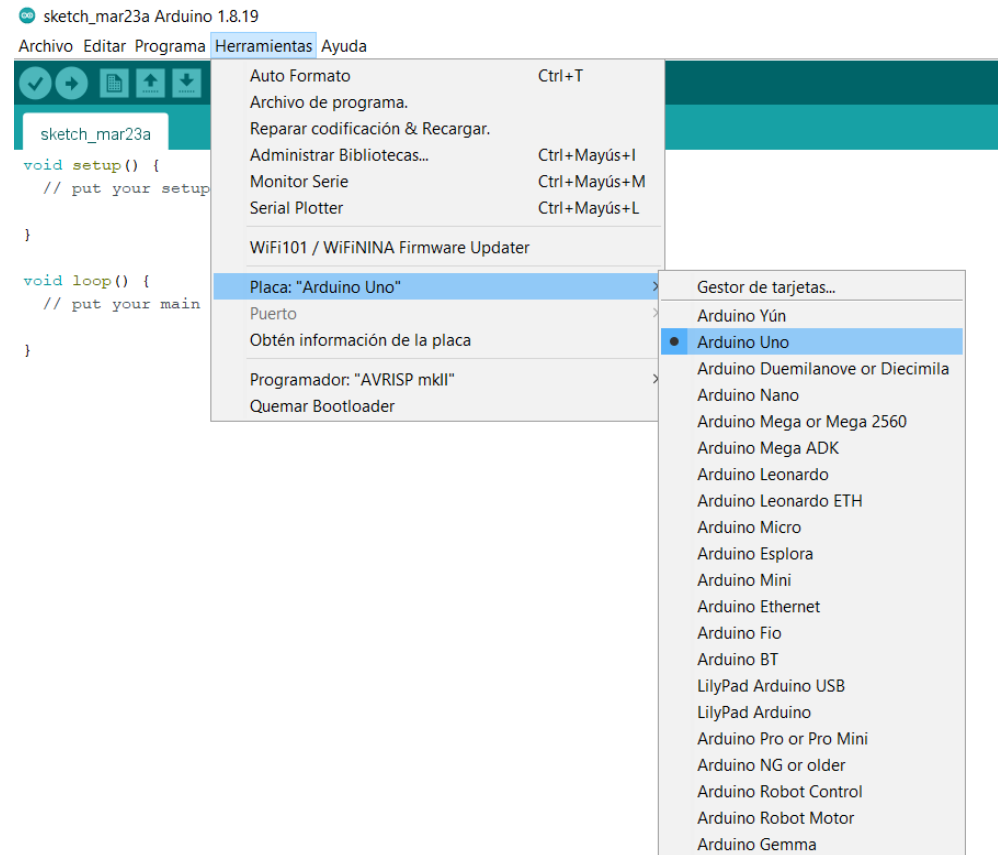 sketch_mar23a Arduino 1.8.19
Archivo Editar Programa Herramientas Ayuda
sketch_mar23a
void setup() {
// put your setup
}
void loop() {
// put your main
}
Auto Formato Ctrl+T
Archivo de programa.
Reparar codificación & Recargar.
Administrar Bibliotecas... Ctrl+Mayús+I
Monitor Serie Ctrl+Mayús+M
Serial Plotter Ctrl+Mayús+L
WiFi101 / WiFiNINA Firmware Updater
Placa: "Arduino Uno"
Puerto
Obtén información de la placa
Programador: "AVRISP mkII"
Quemar Bootloader
Gestor de tarjetas...
Arduino Yún
Arduino Uno
Arduino Duemilanove or Diecimila
Arduino Nano
Arduino Mega or Mega 2560
Arduino Mega ADK
Arduino Leonardo
Arduino Leonardo ETH
Arduino Micro
Arduino Esplora
Arduino Mini
Arduino Ethernet
Arduino Fio
Arduino BT
LilyPad Arduino USB
LilyPad Arduino
Arduino Pro or Pro Mini
Arduino NG or older
Arduino Robot Control
Arduino Robot Motor
Arduino Gemma